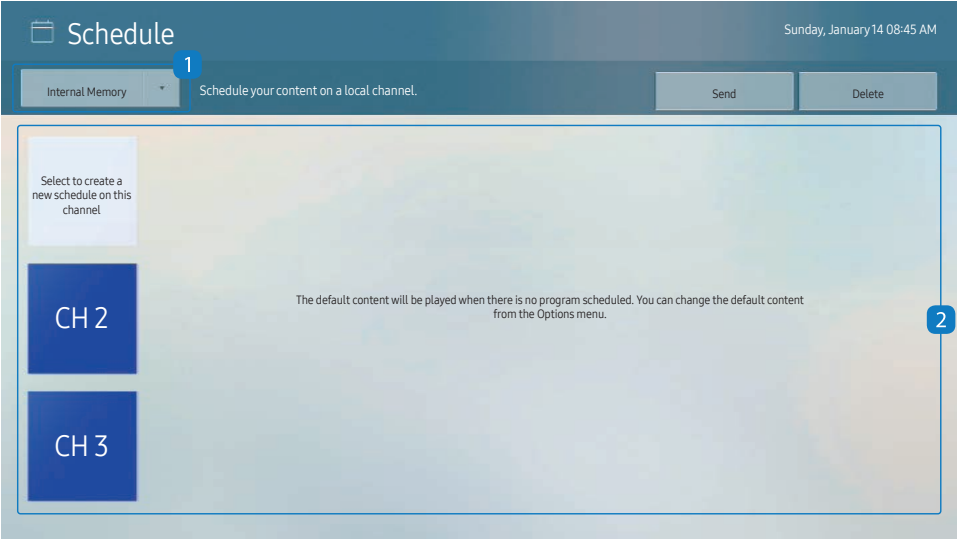 Schedule
Sunday, January 14 08:45 AM
1
Internal Memory
Schedule your content on a local channel.
Send
Delete
Select to create a
new schedule on this
channel
CH 2
The default content will be played when there is no program scheduled. You can change the default content
from the Options menu.
2
CH 3